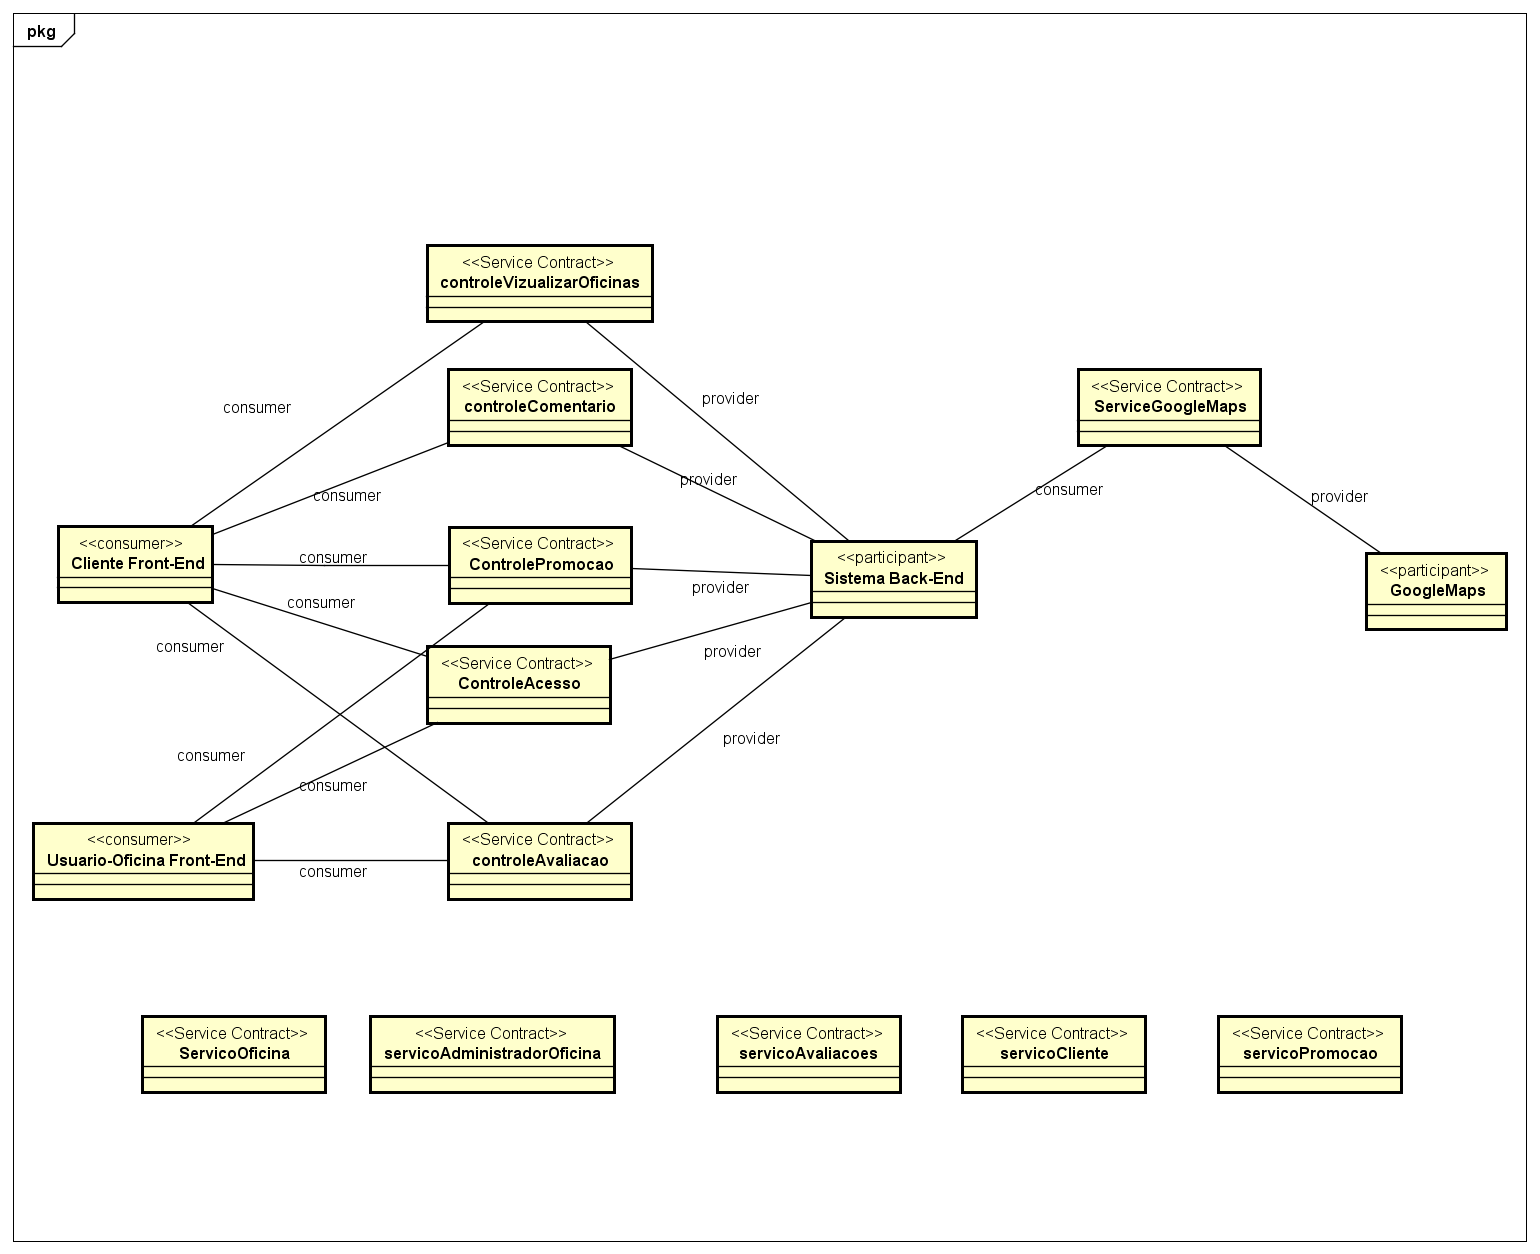 pkg
<<Service Contract>>
controleVizualizarOficinas
<<Service Contract>>
controleComentario
<<Service Contract>>
ServiceGoogleMaps
provider
consumer
provider
consumer
consumer
provider
<<consumer>>
Cliente Front-End
<<Service Contract>>
ControlePromocao
<<participant>>
Sistema Back-End
<<participant>>
GoogleMaps
consumer
provider
consumer
consumer
provider
<<Service Contract>>
ControleAcesso
provider
consumer
consumer
<<consumer>>
Usuario-Oficina Front-End
<<Service Contract>>
controleAvaliacao
consumer
<<Service Contract>>
ServicoOficina
<<Service Contract>>
servicoAdministradorOficina
<<Service Contract>>
servicoAvaliacoes
<<Service Contract>>
servicoCliente
<<Service Contract>>
servicoPromocao